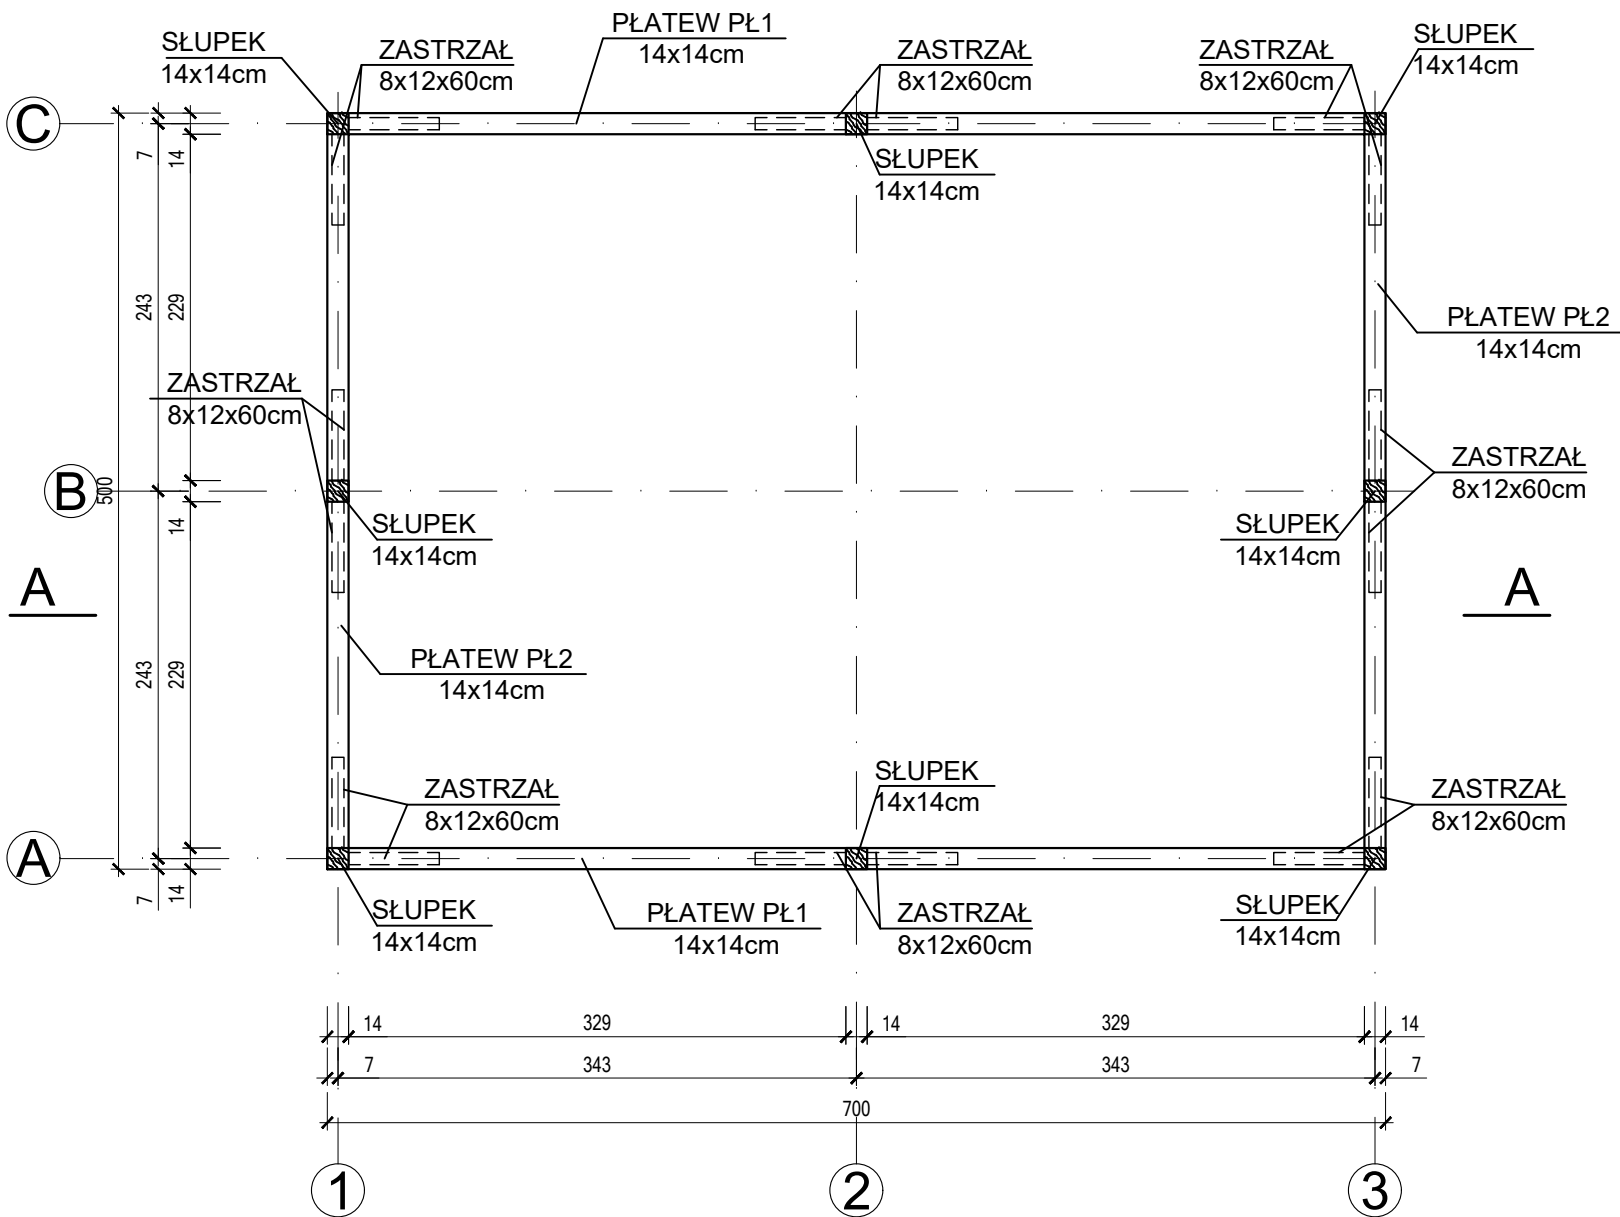 SŁUPEK
14x14cm
ZASTRZAŁ
8x12x60cm
PŁATEW PŁ1
14x14cm
ZASTRZAŁ
8x12x60cm
ZASTRZAŁ
8x12x60cm
SŁUPEK
14x14cm
C
7
14
SŁUPEK
14x14cm
243
229
PŁATEW PŁ2
14x14cm
ZASTRZAŁ
8x12x60cm
ZASTRZAŁ
8x12x60cm
B
500
14
SŁUPEK
14x14cm
SŁUPEK
14x14cm
A
A
243
229
PŁATEW PŁ2
14x14cm
ZASTRZAŁ
8x12x60cm
SŁUPEK
14x14cm
ZASTRZAŁ
8x12x60cm
A
7
14
SŁUPEK
14x14cm
PŁATEW PŁ1
14x14cm
ZASTRZAŁ
8x12x60cm
SŁUPEK
14x14cm
14 329 14 329 14
7 343 343 7
700
1 2 3